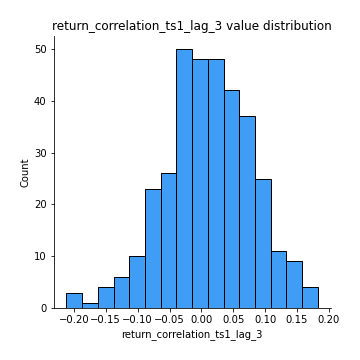 return_correlation_ts1_lag_3 value distribution
50
40
30
20
10
0
Count
−0.20 −0.15 −0.10 −0.05 0.00 0.05 0.10 0.15 0.20
return_correlation_ts1_lag_3